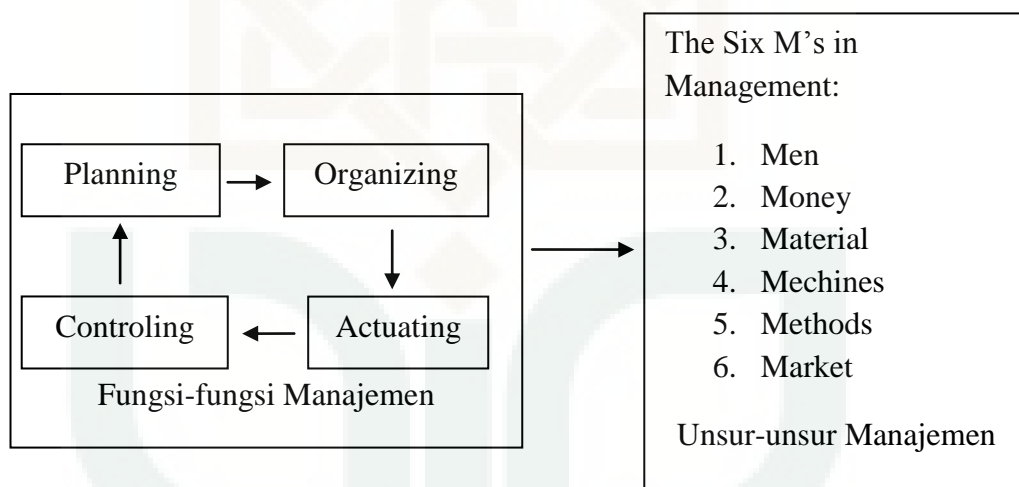 Planning
Organizing
Controling
Actuating
Fungsi-fungsi Manajemen
The Six M’s in
Management:
1. Men
2. Money
3. Material
4. Mechines
5. Methods
6. Market
Unsur-unsur Manajemen